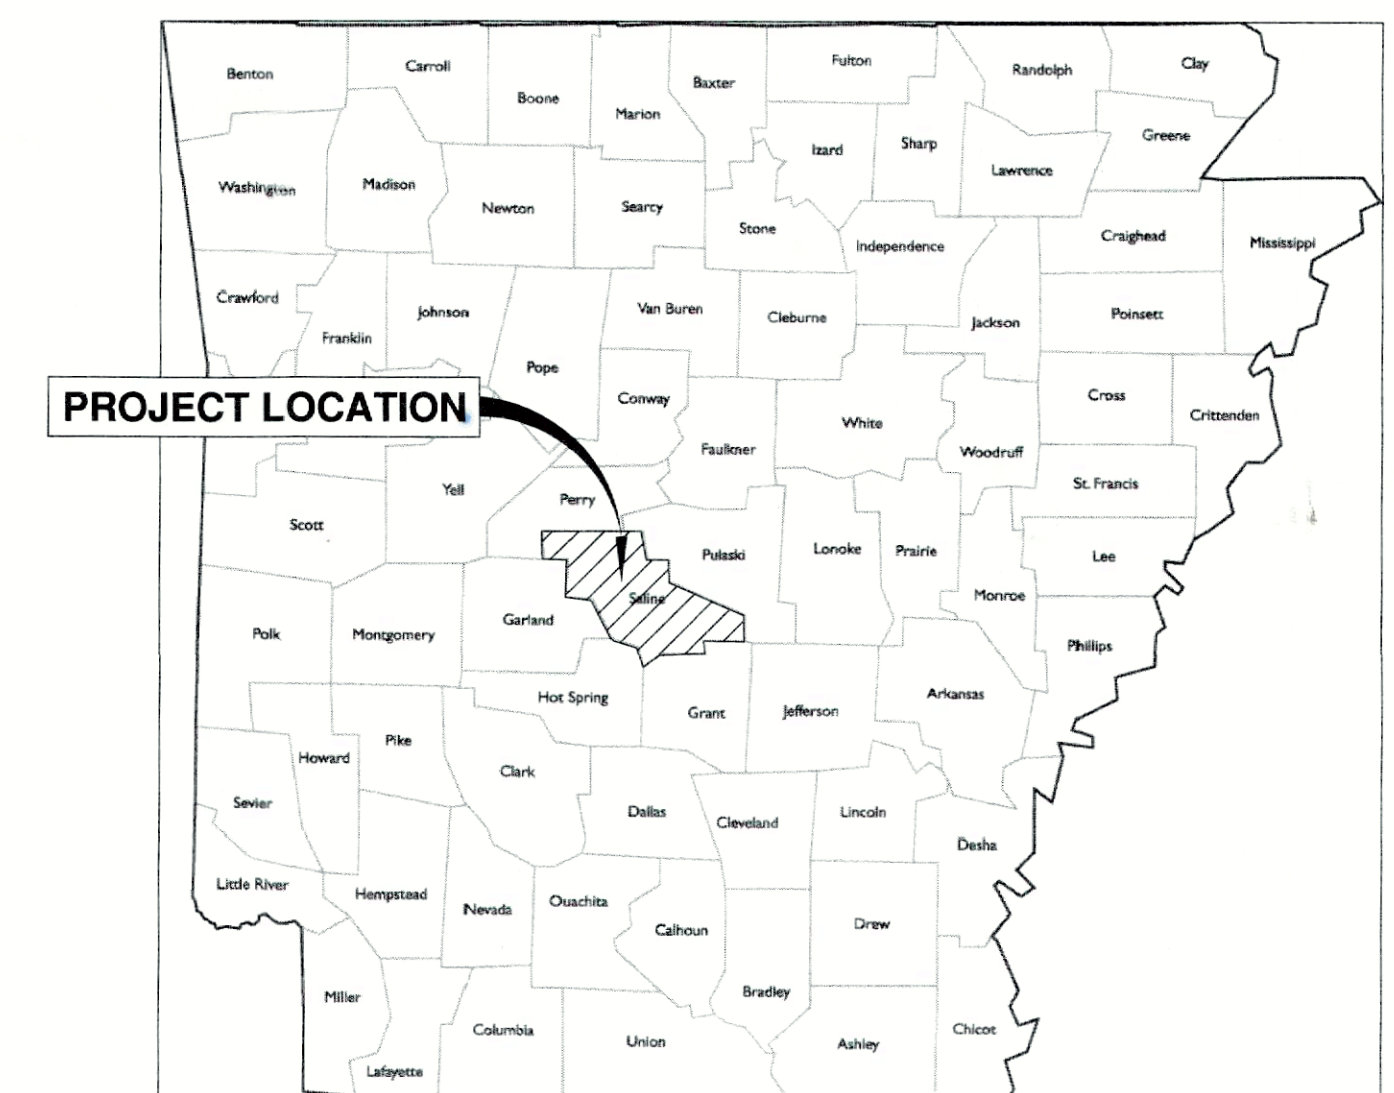 Benton
Carroll
Boone
Marion
Baxter
Fulton
Randolph
Clay
Izard
Sharp
Lawrence
Greene
Washington
Madison
Newton
Searcy
Stone
Independence
Craighead
Mississippi
Crawford
Franklin
Johnson
Pope
Van Buren
Cleburne
Jackson
Poinsett
PROJECT LOCATION
Conway
Faulkner
White
Woodruff
Cross
Crittenden
Scott
Yell
Perry
St. Francis
Pulaski
Lonoke
Prairie
Lee
Saline
Monroe
Polk
Montgomery
Garland
Phillips
Hot Spring
Grant
Jefferson
Arkansas
Howard
Pike
Clark
Sevier
Dallas
Cleveland
Lincoln
Desha
Little River
Hempstead
Nevada
Ouachita
Calhoun
Drew
Bradley
Miller
Columbia
Union
Ashley
Chicot
Lafayette